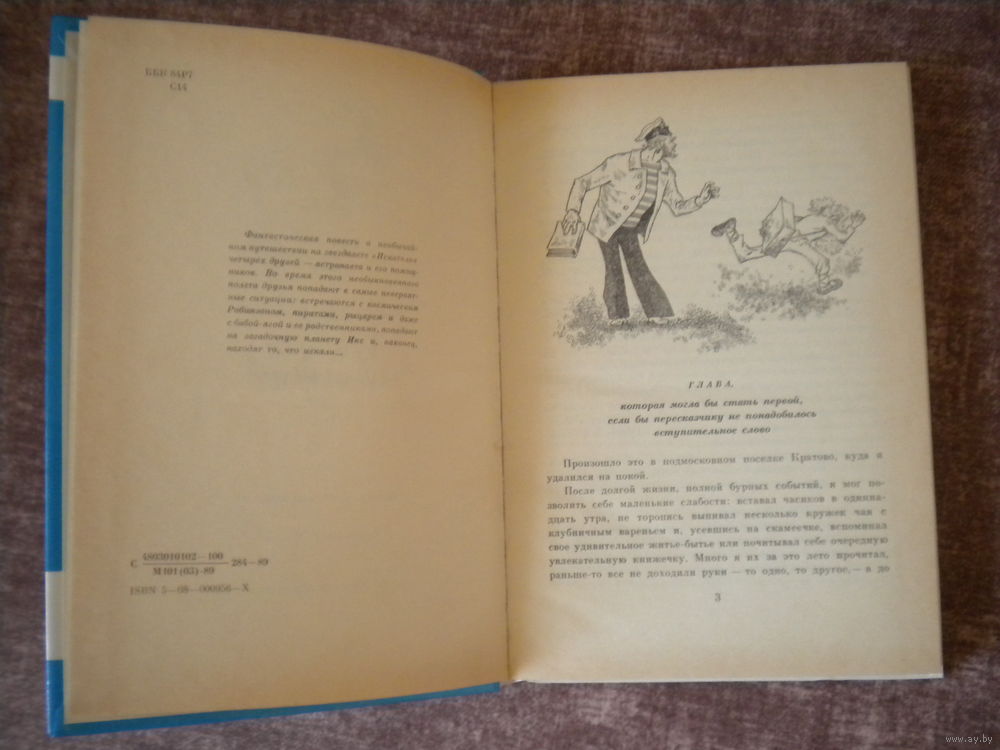 ББК 84Р7
С14
Фантастическая повесть о необычай-
ном путешествии на звездолете «Искатель»
четырех друзей — астронавта и его помощ-
ников. Во время этого необыкновенного
полета друзья попадают в самые невероят-
ные ситуации: встречаются с космическим
Робинзоном, пиратами, рыцарем и даже
с бабой-ягой и ее родственниками, попадают
на загадочную планету Икс и, наконец,
находят то, что искали...
С 4803010102—100 284—89
М101(03)-89
ISBN 5—08—000956—X
ГЛАВА,
которая могла бы стать первой,
если бы пересказчику не понадобилось
вступительное слово
Произошло это в подмосковном поселке Кратово, куда я
удалился на покой.
После долгой жизни, полной бурных событий, я мог по-
зволить себе маленькие слабости: вставал часиков в одинна-
дцать утра, не торопясь выпивал несколько кружек чая с
клубничным вареньем и, усевшись на скамеечке, вспоминал
свое удивительное житье-бытье или почитывал себе очередную
увлекательную книжечку. Много я их за это лето прочитал,
раньше-то все не доходили руки — то одно, то другое,— а до
3
www.ay.by